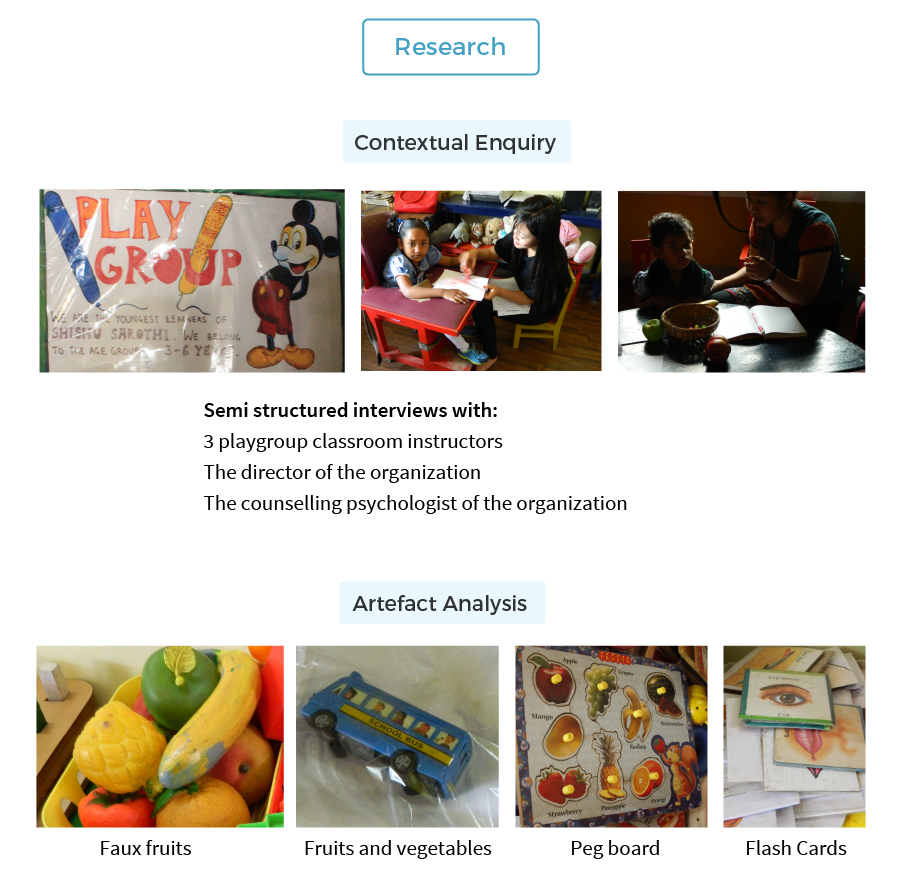 Research
Contextual Enquiry
PLAY
GROUP
WE ARE THE YOUNGEST LEARNERS OF
SHISHU SAROTHI. WE BELONG
TO THE AGE GROUP 3-6 YEARS.
Semi structured interviews with:
3 playgroup classroom instructors
The director of the organization
The counselling psychologist of the organization
Artefact Analysis
SCHOOL BUS
Apple
Grapes
Mango
Banana
Watermelon
Strawberry
Pineapple
Orange
EYE
Faux fruits
Fruits and vegetables
Peg board
Flash Cards